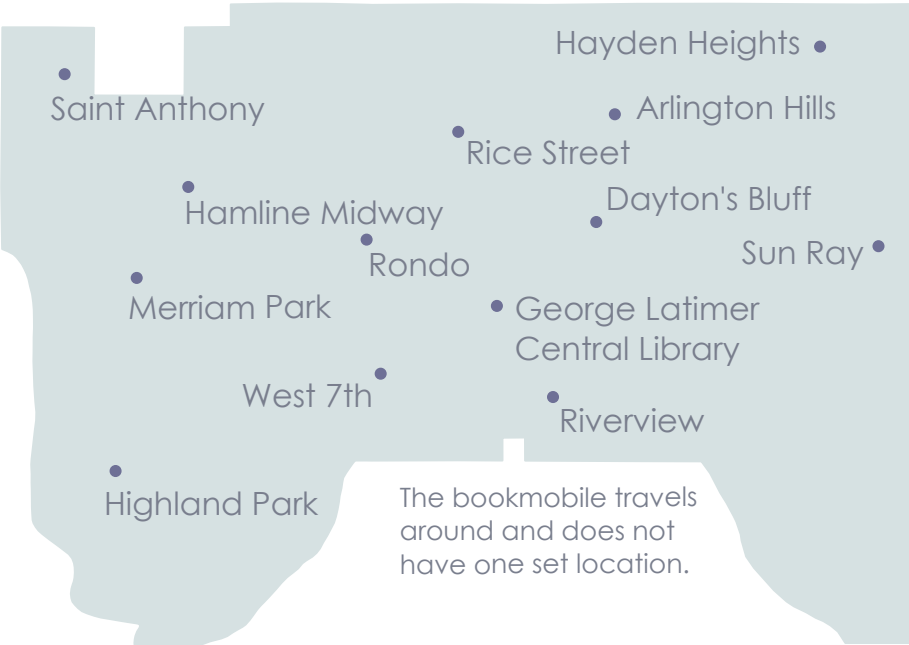 Hayden Heights
Saint Anthony
Arlington Hills
Rice Street
Dayton's Bluff
Hamline Midway
Sun Ray
Rondo
Merriam Park
George Latimer
Central Library
West 7th
Riverview
Highland Park
The bookmobile travels
around and does not
have one set location.